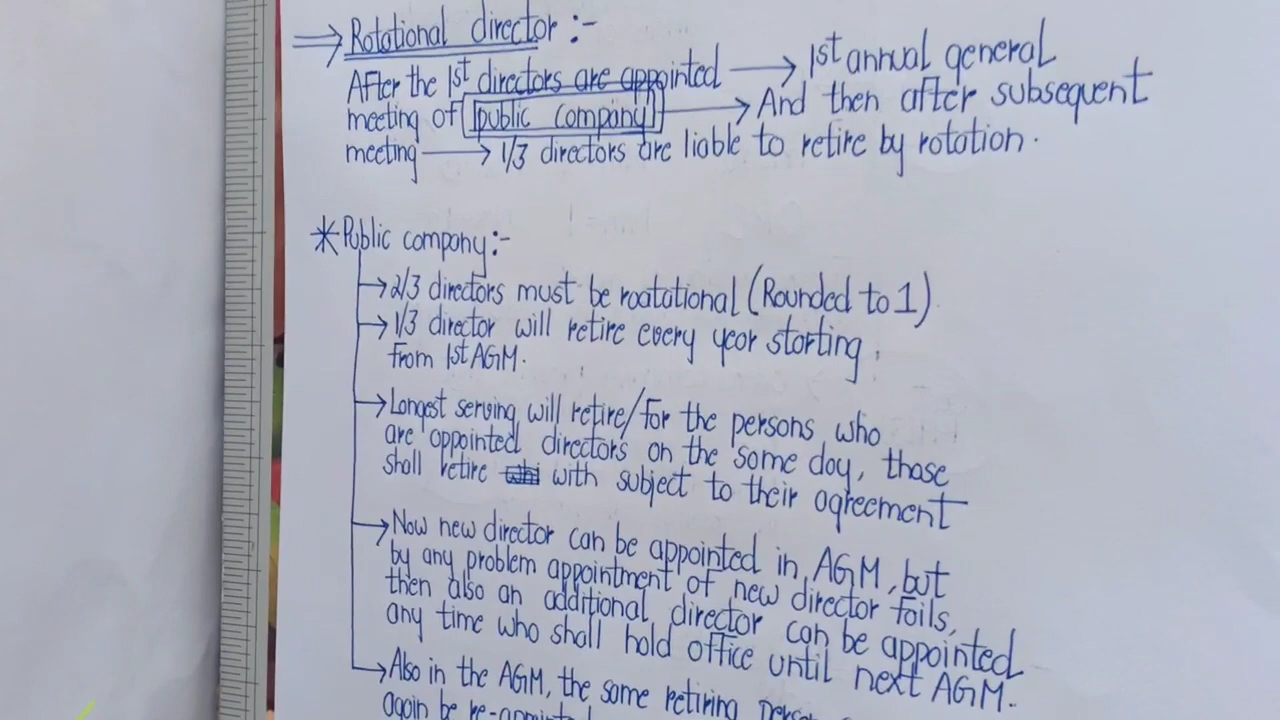 ⇒ Rotational director :-
After the 1st directors are appointed → 1st annual general
meeting of public company → And then after subsequent
meeting → 1/3 directors are liable to retire by rotation.
* Public company:-
→ 2/3 directors must be roatational (Rounded to 1)
→ 1/3 director will retire every year starting
from 1st AGM.
→ Longest serving will retire/for the persons who
are appointed directors on the same day, those
shall retire with subject to their agreement
→ Now new director can be appointed in AGM, but
by any problem appointment of new director fails,
then also an additional director can be appointed
any time who shall hold office until next AGM.
→ Also in the AGM, the same retiring
again be